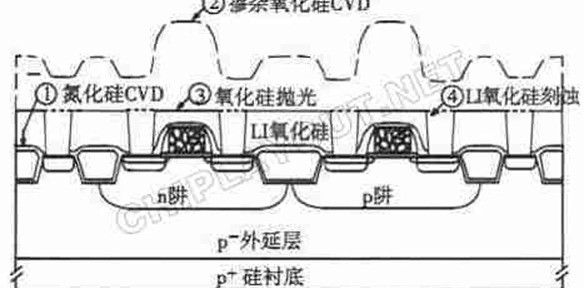 ②掺杂氧化硅CVD
①氮化硅CVD
③氧化硅抛光
④LI氧化硅刻蚀
LI氧化硅
n阱
p阱
p⁻外延层
p⁺硅衬底
CHIPLAYOUT.NET